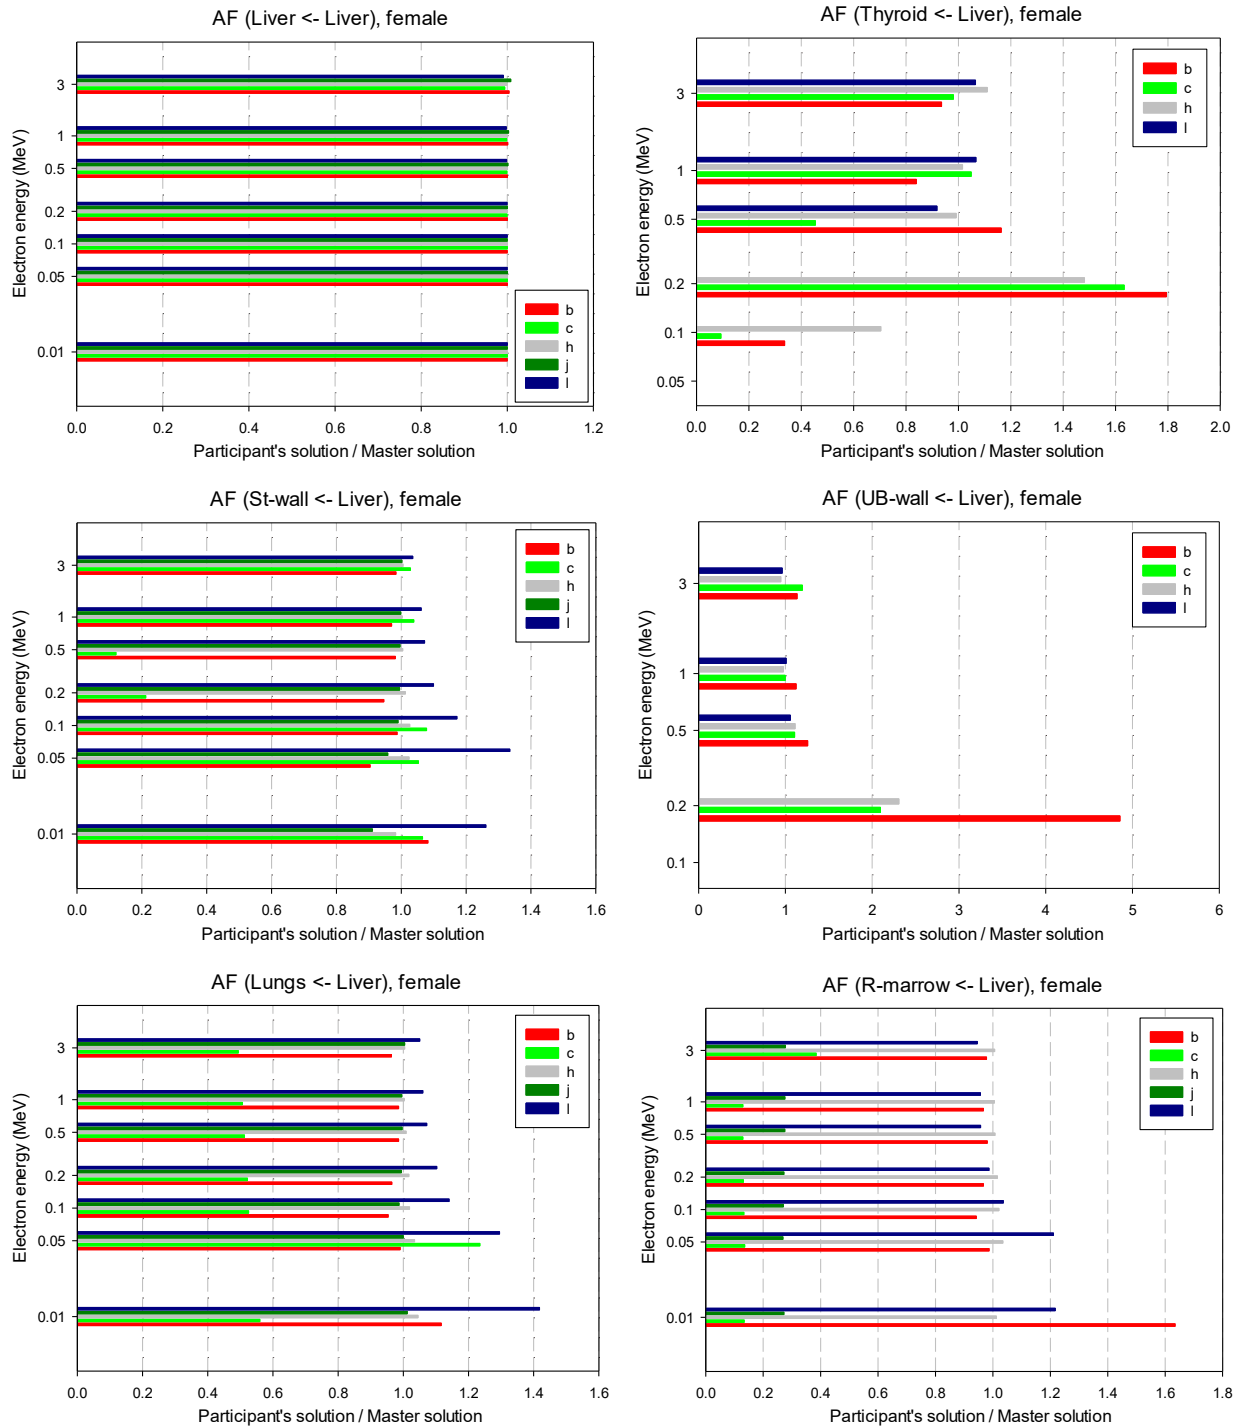 AF (Liver <- Liver), female
Electron energy (MeV)
3
1
0.5
0.2
0.1
0.05
0.01
b
c
h
j
l
0.0 0.2 0.4 0.6 0.8 1.0 1.2
Participant's solution / Master solution
AF (Thyroid <- Liver), female
Electron energy (MeV)
3
1
0.5
0.2
0.1
0.05
b
c
h
l
0.0 0.2 0.4 0.6 0.8 1.0 1.2 1.4 1.6 1.8 2.0
Participant's solution / Master solution
AF (St-wall <- Liver), female
Electron energy (MeV)
3
1
0.5
0.2
0.1
0.05
0.01
b
c
h
j
l
0.0 0.2 0.4 0.6 0.8 1.0 1.2 1.4 1.6
Participant's solution / Master solution
AF (UB-wall <- Liver), female
Electron energy (MeV)
3
1
0.5
0.2
0.1
b
c
h
l
0 1 2 3 4 5 6
Participant's solution / Master solution
AF (Lungs <- Liver), female
Electron energy (MeV)
3
1
0.5
0.2
0.1
0.05
0.01
b
c
h
j
l
0.0 0.2 0.4 0.6 0.8 1.0 1.2 1.4 1.6
Participant's solution / Master solution
AF (R-marrow <- Liver), female
Electron energy (MeV)
3
1
0.5
0.2
0.1
0.05
0.01
b
c
h
j
l
0.0 0.2 0.4 0.6 0.8 1.0 1.2 1.4 1.6 1.8
Participant's solution / Master solution